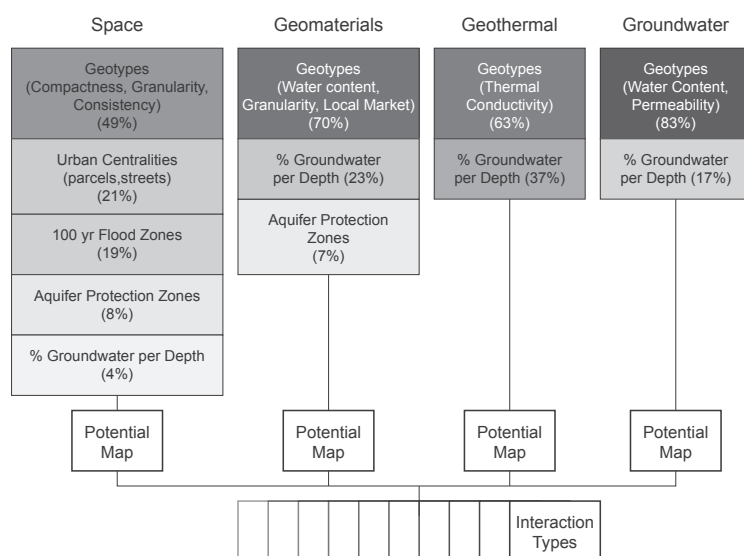 Space
Geotypes
(Compactness, Granularity,
Consistency)
(49%)
Urban Centralities
(parcels,streets)
(21%)
100 yr Flood Zones
(19%)
Aquifer Protection Zones
(8%)
% Groundwater per Depth
(4%)
Potential
Map
Geomaterials
Geotypes
(Water content,
Granularity, Local Market)
(70%)
% Groundwater
per Depth (23%)
Aquifer Protection
Zones
(7%)
Potential
Map
Geothermal
Geotypes
(Thermal
Conductivity)
(63%)
% Groundwater
per Depth (37%)
Potential
Map
Groundwater
Geotypes
(Water Content,
Permeability)
(83%)
% Groundwater
per Depth (17%)
Potential
Map
Interaction
Types